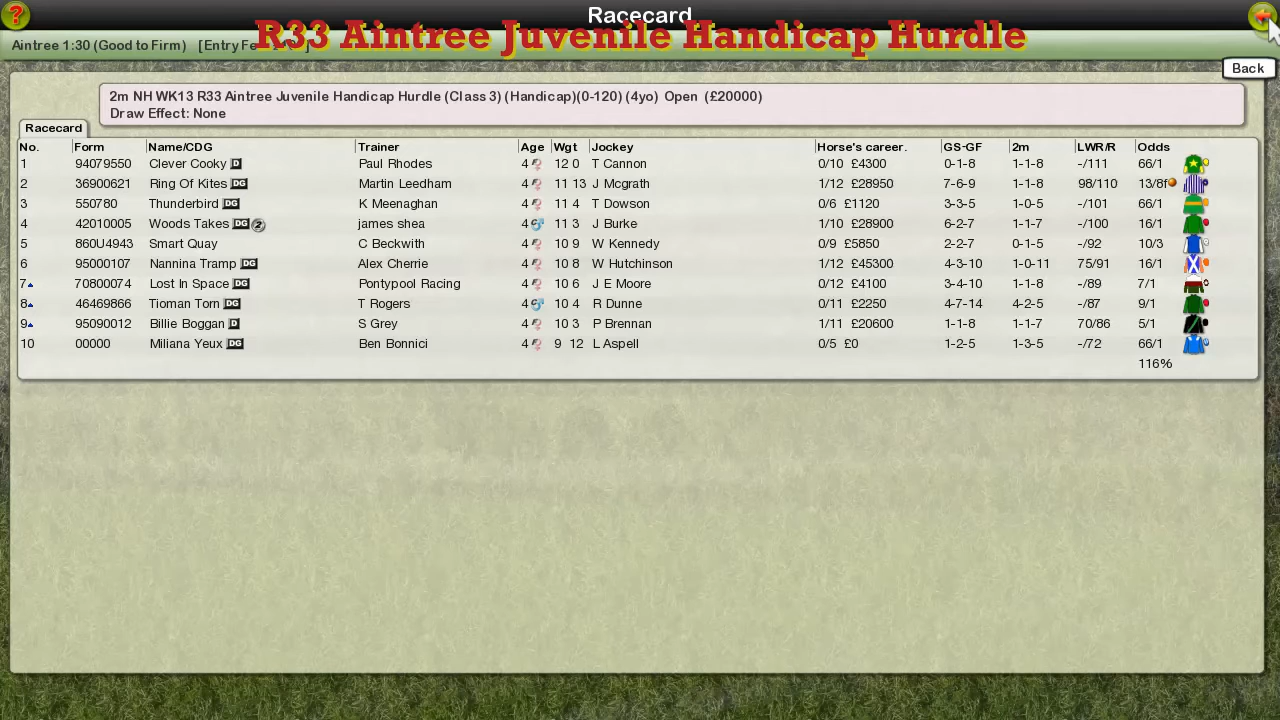 Racecard
R33 Aintree Juvenile Handicap Hurdle
Aintree 1:30 (Good to Firm) [Entry Fe
Back
2m NH WK13 R33 Aintree Juvenile Handicap Hurdle (Class 3) (Handicap)(0-120) (4yo) Open (£20000)
Draw Effect: None
Racecard
No. Form Name/CDG Trainer Age Wgt Jockey Horse's career. GS-GF 2m LWR/R Odds
1 94079550 Clever Cooky D Paul Rhodes 4 12 0 T Cannon 0/10 £4300 0-1-8 1-1-8 -/111 66/1
2 36900621 Ring Of Kites DG Martin Leedham 4 11 13 J Mcgrath 1/12 £28950 7-6-9 1-1-8 98/110 13/8f
3 550780 Thunderbird DG K Meenaghan 4 11 4 T Dowson 0/6 £1120 3-3-5 1-0-5 -/101 66/1
4 42010005 Woods Takes DG 2 james shea 4 11 3 J Burke 1/10 £28900 6-2-7 1-1-7 -/100 16/1
5 860U4943 Smart Quay C Beckwith 4 10 9 W Kennedy 0/9 £5850 2-2-7 0-1-5 -/92 10/3
6 95000107 Nannina Tramp DG Alex Cherrie 4 10 8 W Hutchinson 1/12 £45300 4-3-10 1-0-11 75/91 16/1
7 70800074 Lost In Space DG Pontypool Racing 4 10 6 J E Moore 0/12 £4100 3-4-10 1-1-8 -/89 7/1
8 46469866 Tioman Torn DG T Rogers 4 10 4 R Dunne 0/11 £2250 4-7-14 4-2-5 -/87 9/1
9 95090012 Billie Boggan D S Grey 4 10 3 P Brennan 1/11 £20600 1-1-8 1-1-7 70/86 5/1
10 00000 Miliana Yeux DG Ben Bonnici 4 9 12 L Aspell 0/5 £0 1-2-5 1-3-5 -/72 66/1
116%